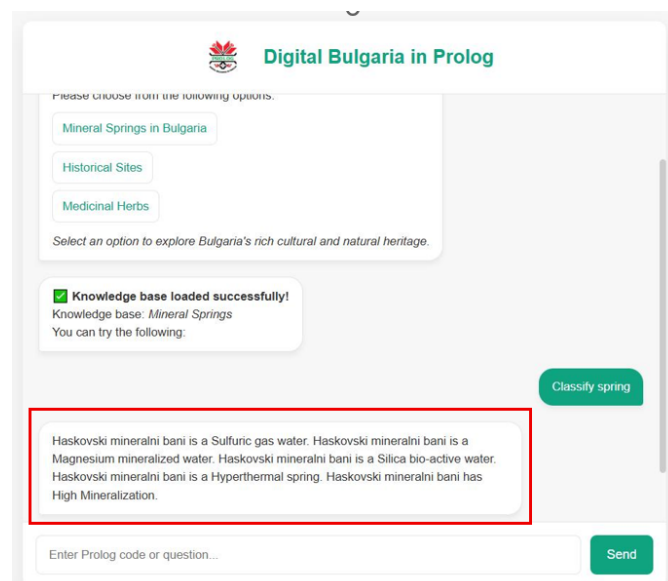 Digital Bulgaria in Prolog
Please choose from the following options:
Mineral Springs in Bulgaria
Historical Sites
Medicinal Herbs
Select an option to explore Bulgaria's rich cultural and natural heritage.
Knowledge base loaded successfully!
Knowledge base: Mineral Springs
You can try the following:
Classify spring
Haskovski mineralni bani is a Sulfuric gas water. Haskovski mineralni bani is a
Magnesium mineralized water. Haskovski mineralni bani is a Silica bio-active water.
Haskovski mineralni bani is a Hyperthermal spring. Haskovski mineralni bani has
High Mineralization.
Enter Prolog code or question...
Send